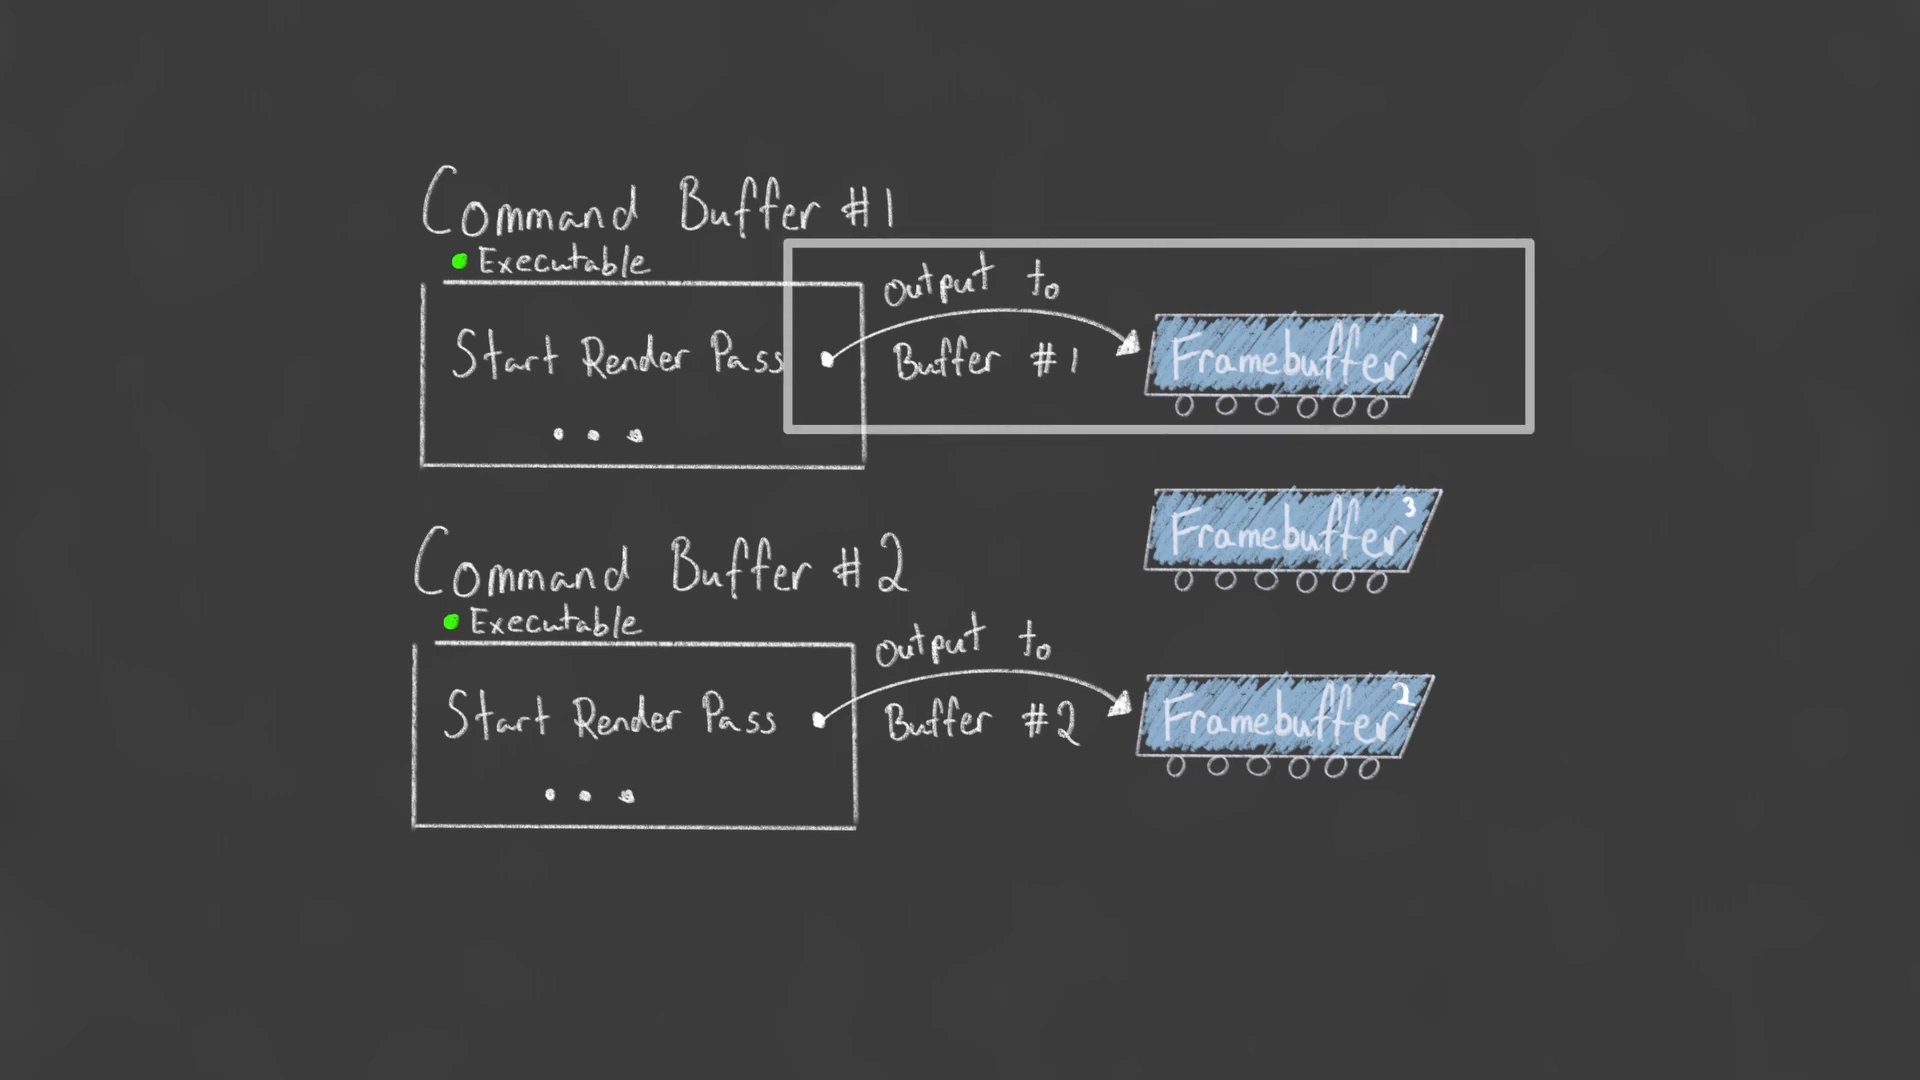 Command Buffer #1
Executable
Output to
Start Render Pass
Buffer #1
Framebuffer 1
...
Framebuffer 3
Command Buffer #2
Executable
Output to
Start Render Pass
Buffer #2
Framebuffer 2
...